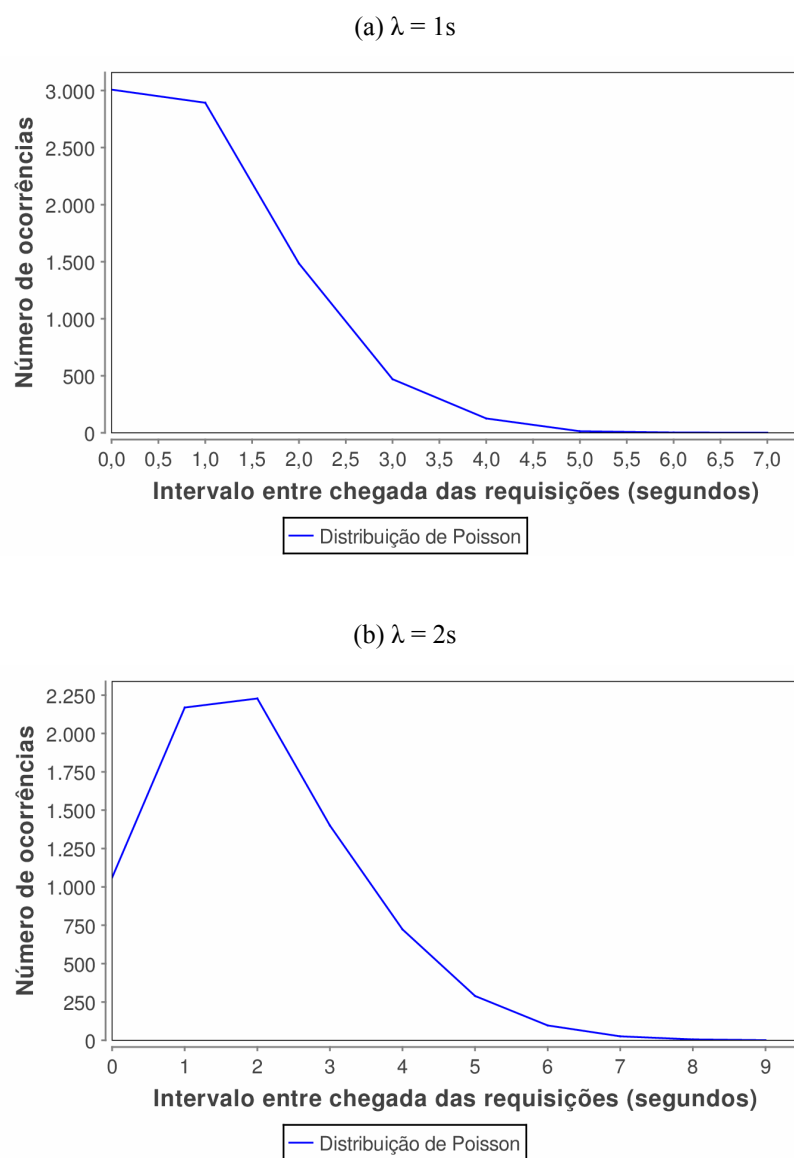 (a) λ = 1s
3.000
2.500
2.000
1.500
1.000
500
0
Número de ocorrências
0,0 0,5 1,0 1,5 2,0 2,5 3,0 3,5 4,0 4,5 5,0 5,5 6,0 6,5 7,0
Intervalo entre chegada das requisições (segundos)
Distribuição de Poisson
(b) λ = 2s
2.250
2.000
1.750
1.500
1.250
1.000
750
500
250
0
Número de ocorrências
0 1 2 3 4 5 6 7 8 9
Intervalo entre chegada das requisições (segundos)
Distribuição de Poisson